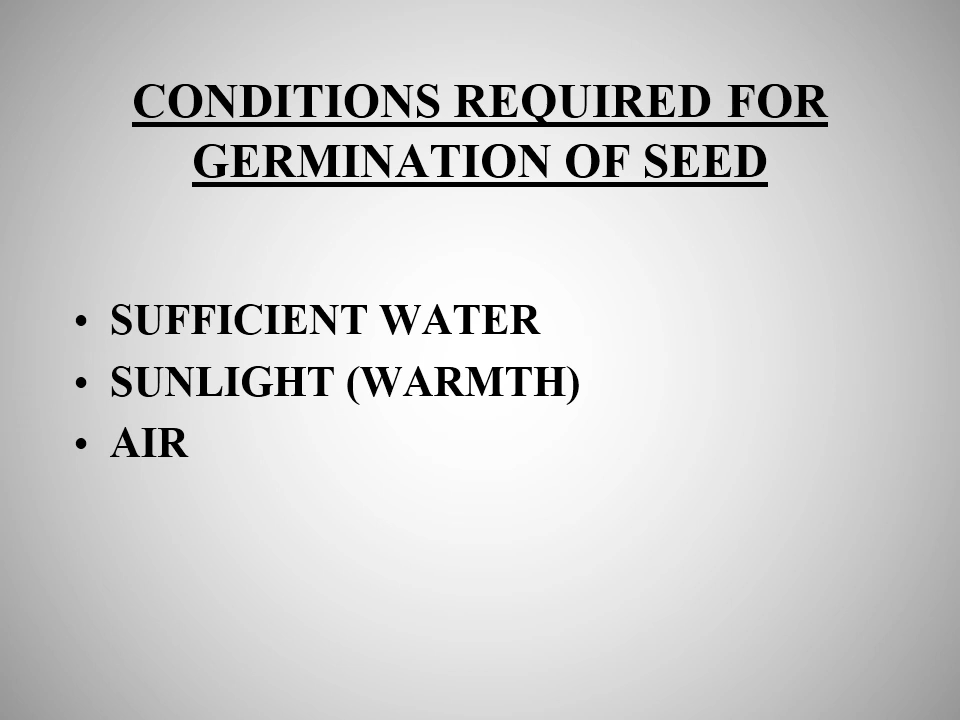 CONDITIONS REQUIRED FOR
GERMINATION OF SEED
• SUFFICIENT WATER
• SUNLIGHT (WARMTH)
• AIR